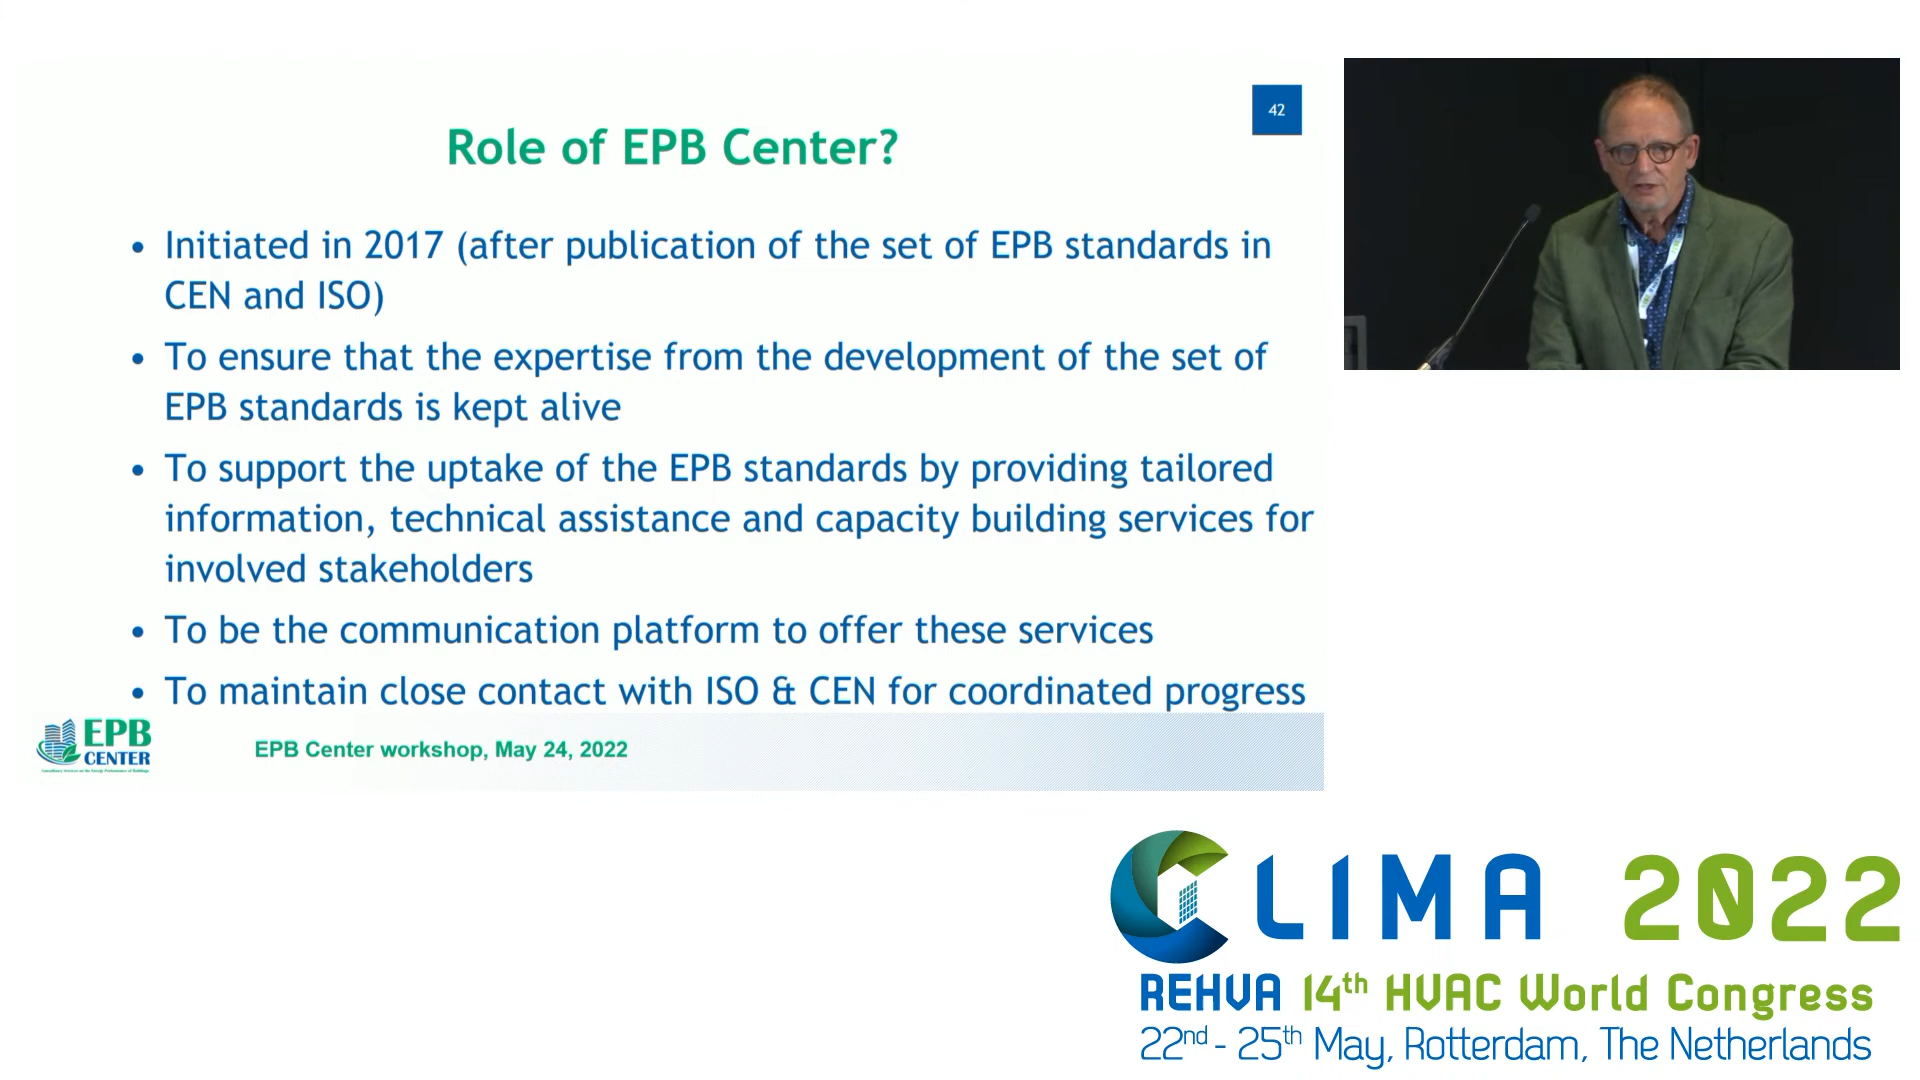 42
Role of EPB Center?
• Initiated in 2017 (after publication of the set of EPB standards in
CEN and ISO)
• To ensure that the expertise from the development of the set of
EPB standards is kept alive
• To support the uptake of the EPB standards by providing tailored
information, technical assistance and capacity building services for
involved stakeholders
• To be the communication platform to offer these services
• To maintain close contact with ISO & CEN for coordinated progress
EPB
CENTER
EPB Center workshop, May 24, 2022
CLIMA 2022
REHVA 14th HVAC World Congress
22nd - 25th May, Rotterdam, The Netherlands